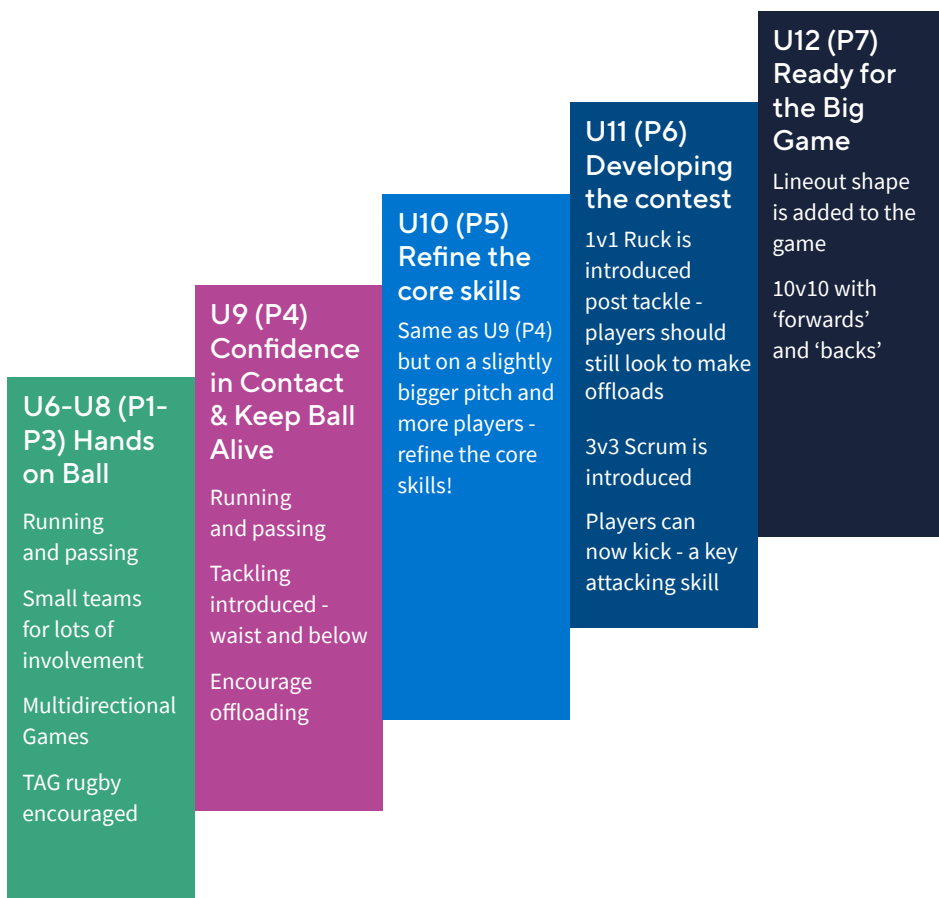 U6-U8 (P1-
P3) Hands
on Ball
Running
and passing
Small teams
for lots of
involvement
Multidirectional
Games
TAG rugby
encouraged
U9 (P4)
Confidence
in Contact
& Keep Ball
Alive
Running
and passing
Tackling
introduced -
waist and below
Encourage
offloading
U10 (P5)
Refine the
core skills
Same as U9 (P4)
but on a slightly
bigger pitch and
more players -
refine the core
skills!
U11 (P6)
Developing
the contest
1v1 Ruck is
introduced
post tackle -
players should
still look to make
offloads
3v3 Scrum is
introduced
Players can
now kick - a key
attacking skill
U12 (P7)
Ready for
the Big
Game
Lineout shape
is added to the
game
10v10 with
‘forwards’
and ‘backs’